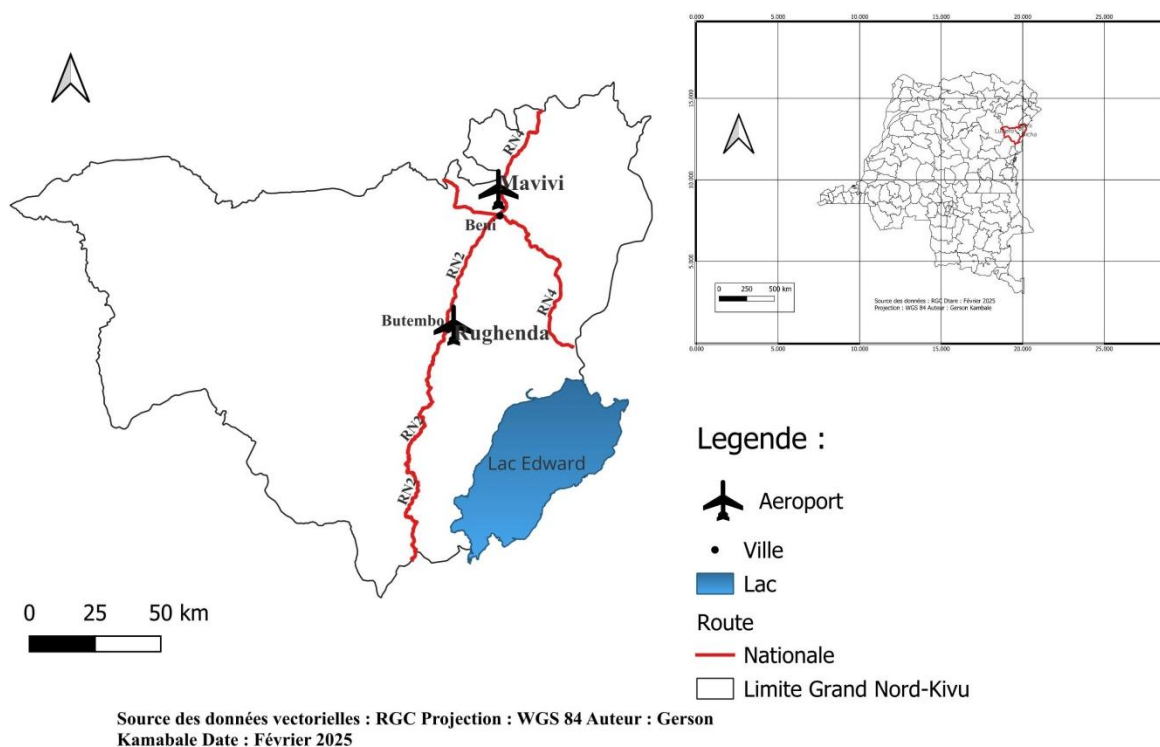 RN4
Mavivi
Beni
RN2
RN4
Butembo
Rughenda
RN2
RN2
Lac Edward
0 25 50 km
Source des données vectorielles : RGC Projection : WGS 84 Auteur : Gerson
Kamabale Date : Février 2025
0.000 5.000 10.000 15.000 20.000 25.000
15.000
10.000
5.000
0 250 500 km
Source des données : RGC Dtare : Février 2025
Projection : WGS 84 Auteur : Gerson Kambale
0.000 5.000 10.000 15.000 20.000 25.000
Legende :
Aeroport
Ville
Lac
Route
Nationale
Limite Grand Nord-Kivu